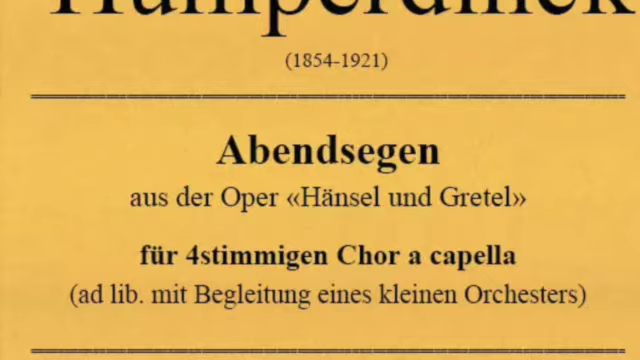 Humperdinck
(1854-1921)
Abendsegen
aus der Oper «Hänsel und Gretel»
für 4stimmigen Chor a capella
(ad lib. mit Begleitung eines kleinen Orchesters)